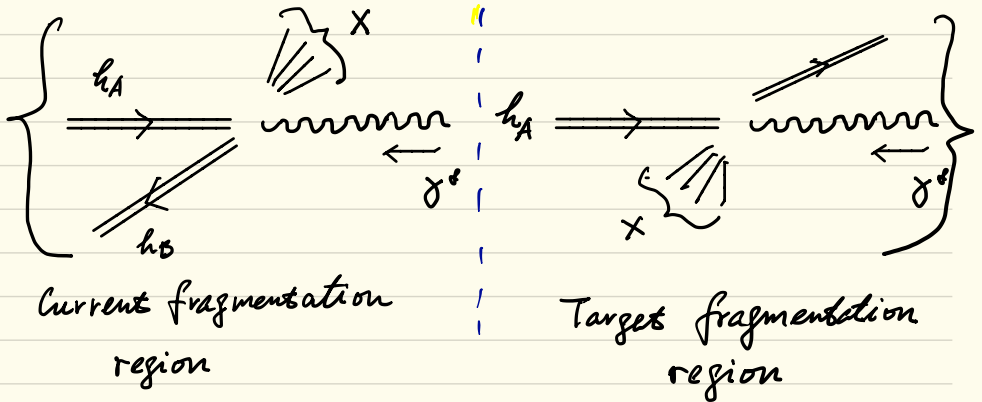 X
h_A
γ*
h_B
Current fragmentation
region
h_A
X
γ*
Target fragmentation
region